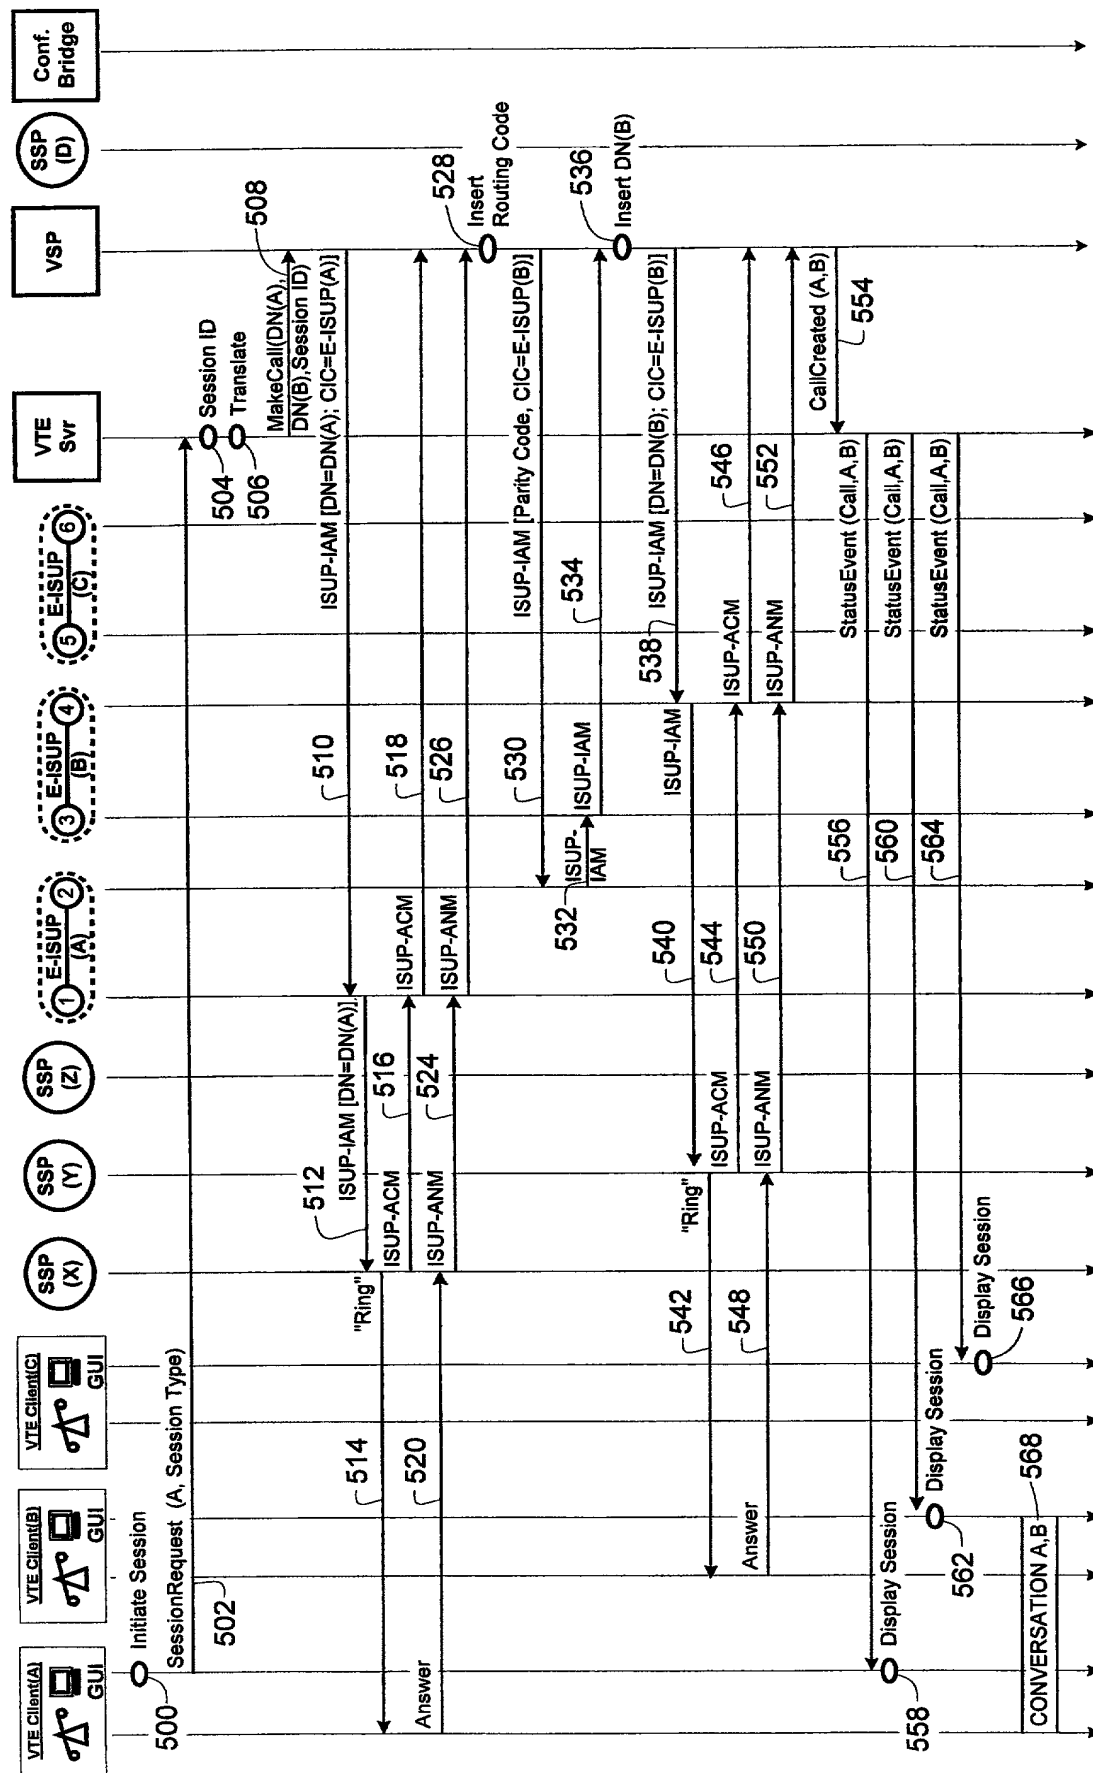 VTE Client(A)
GUI
VTE Client(B)
GUI
VTE Client(C)
GUI
SSP
(X)
SSP
(Y)
SSP
(Z)
E-ISUP
(A)
1
2
E-ISUP
(B)
3
4
E-ISUP
(C)
5
6
VTE
Svr
VSP
SSP
(D)
Conf.
Bridge
Initiate Session
500
SessionRequest (A, Session Type)
502
Session ID
504
Translate
506
MakeCall(DN(A),
DN(B),Session ID)
508
ISUP-IAM [DN=DN(A); CIC=E-ISUP(A)]
510
ISUP-IAM [DN=DN(A)]
512
"Ring"
514
ISUP-ACM
516
ISUP-ACM
518
Answer
520
ISUP-ANM
524
ISUP-ANM
526
Insert
Routing Code
528
ISUP-IAM [Parity Code, CIC=E-ISUP(B)]
530
ISUP-
IAM
532
ISUP-IAM
534
Insert DN(B)
536
ISUP-IAM [DN=DN(B); CIC=E-ISUP(B)]
538
ISUP-IAM
540
"Ring"
542
ISUP-ACM
544
ISUP-ACM
546
Answer
548
ISUP-ANM
550
ISUP-ANM
552
CallCreated (A,B)
554
StatusEvent (Call,A,B)
556
Display Session
558
StatusEvent (Call,A,B)
560
Display Session
562
StatusEvent (Call,A,B)
564
Display Session
566
CONVERSATION A,B
568